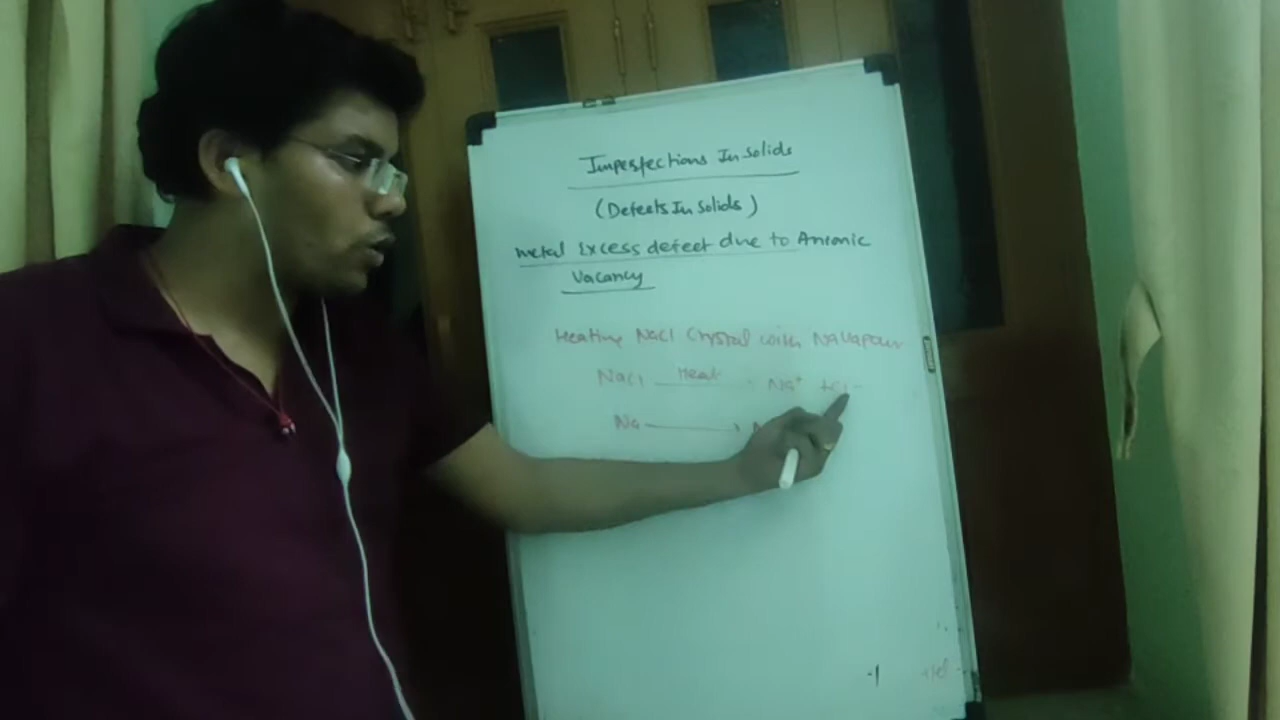 Imperfections In Solids
(Defects In Solids)
Metal Excess defect due to Anionic
Vacancy
Heating NaCl Crystal with Na Vapour
NaCl Heat Na⁺ + Cl⁻
Na →
-1